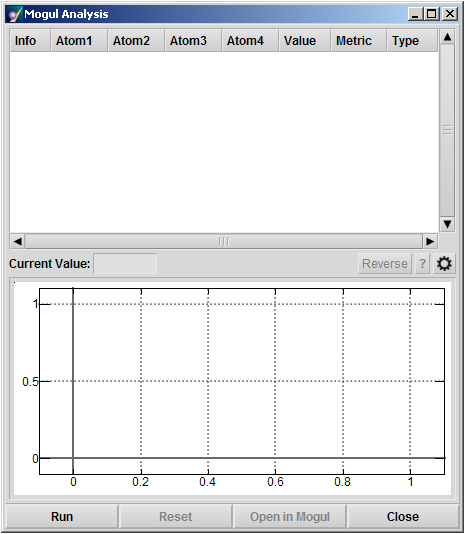 Mogul Analysis
Info Atom1 Atom2 Atom3 Atom4 Value Metric Type
Current Value: Reverse ?
1
0.5
0
0 0.2 0.4 0.6 0.8 1
Run Reset Open in Mogul Close